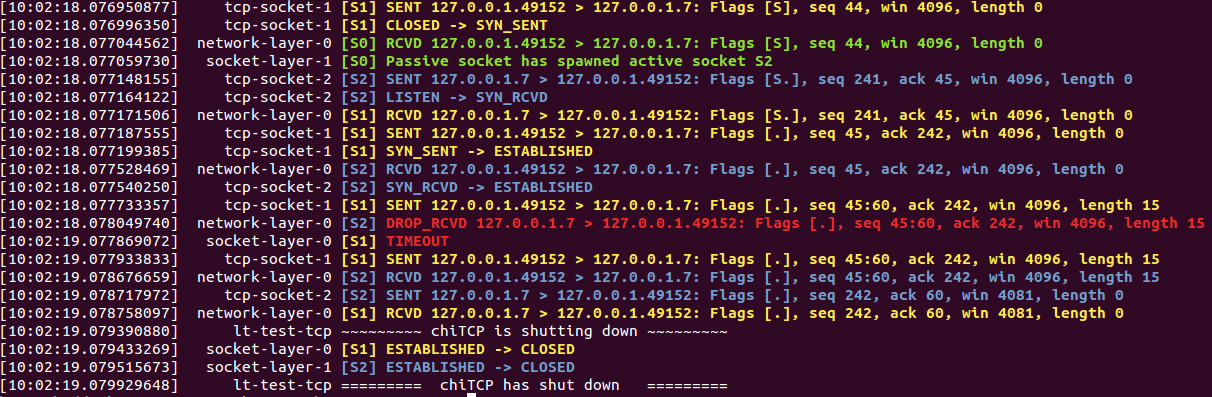 [10:02:18.076950877] tcp-socket-1 [S1] SENT 127.0.0.1.49152 > 127.0.0.1.7: Flags [S], seq 44, win 4096, length 0
[10:02:18.076996350] tcp-socket-1 [S1] CLOSED -> SYN_SENT
[10:02:18.077044562] network-layer-0 [S0] RCVD 127.0.0.1.49152 > 127.0.0.1.7: Flags [S], seq 44, win 4096, length 0
[10:02:18.077059730] socket-layer-1 [S0] Passive socket has spawned active socket S2
[10:02:18.077148155] tcp-socket-2 [S2] SENT 127.0.0.1.7 > 127.0.0.1.49152: Flags [S.], seq 241, ack 45, win 4096, length 0
[10:02:18.077164122] tcp-socket-2 [S2] LISTEN -> SYN_RCVD
[10:02:18.077171506] network-layer-0 [S1] RCVD 127.0.0.1.7 > 127.0.0.1.49152: Flags [S.], seq 241, ack 45, win 4096, length 0
[10:02:18.077187555] tcp-socket-1 [S1] SENT 127.0.0.1.49152 > 127.0.0.1.7: Flags [.], seq 45, ack 242, win 4096, length 0
[10:02:18.077199385] tcp-socket-1 [S1] SYN_SENT -> ESTABLISHED
[10:02:18.077528469] network-layer-0 [S2] RCVD 127.0.0.1.49152 > 127.0.0.1.7: Flags [.], seq 45, ack 242, win 4096, length 0
[10:02:18.077540250] tcp-socket-2 [S2] SYN_RCVD -> ESTABLISHED
[10:02:18.077733357] tcp-socket-1 [S1] SENT 127.0.0.1.49152 > 127.0.0.1.7: Flags [.], seq 45:60, ack 242, win 4096, length 15
[10:02:18.078049740] network-layer-0 [S2] DROP_RCVD 127.0.0.1.7 > 127.0.0.1.49152: Flags [.], seq 45:60, ack 242, win 4096, length 15
[10:02:19.077869072] socket-layer-0 [S1] TIMEOUT
[10:02:19.077933833] tcp-socket-1 [S1] SENT 127.0.0.1.49152 > 127.0.0.1.7: Flags [.], seq 45:60, ack 242, win 4096, length 15
[10:02:19.078676659] network-layer-0 [S2] RCVD 127.0.0.1.49152 > 127.0.0.1.7: Flags [.], seq 45:60, ack 242, win 4096, length 15
[10:02:19.078717972] tcp-socket-2 [S2] SENT 127.0.0.1.7 > 127.0.0.1.49152: Flags [.], seq 242, ack 60, win 4081, length 0
[10:02:19.078758097] network-layer-0 [S1] RCVD 127.0.0.1.7 > 127.0.0.1.49152: Flags [.], seq 242, ack 60, win 4081, length 0
[10:02:19.079390880] lt-test-tcp ~~~~~~~~~ chiTCP is shutting down ~~~~~~~~~
[10:02:19.079433269] socket-layer-0 [S1] ESTABLISHED -> CLOSED
[10:02:19.079515673] socket-layer-1 [S2] ESTABLISHED -> CLOSED
[10:02:19.079929648] lt-test-tcp ========= chiTCP has shut down =========